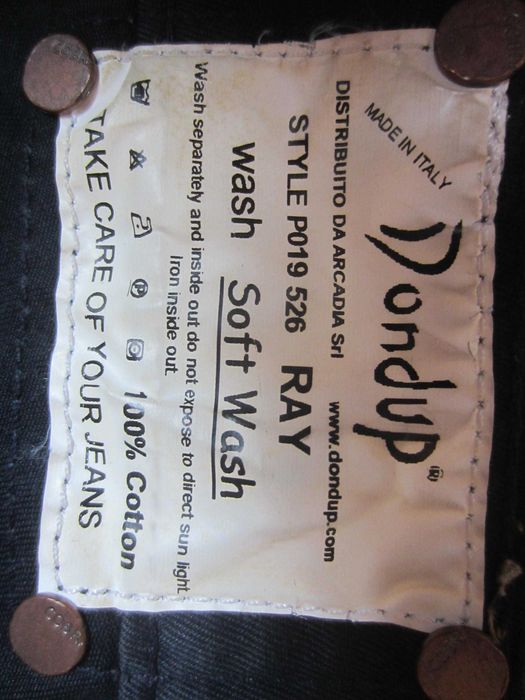 MADE IN ITALY
Dondup®
DISTRIBUITO DA ARCADIA Srl www.dondup.com
STYLE P019 526 RAY
wash Soft Wash
Wash separately and inside out do not expose to direct sun light.
Iron inside out.
100% Cotton
TAKE CARE OF YOUR JEANS